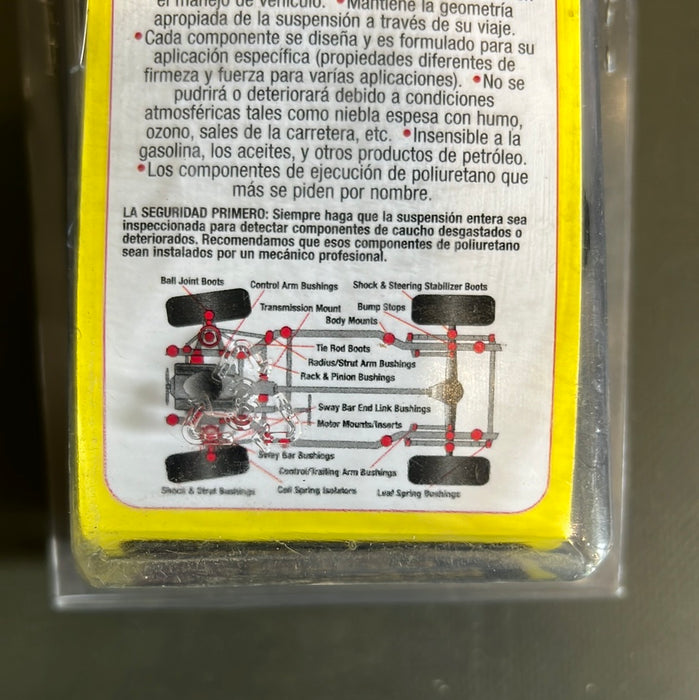 el manejo de vehículo. •Mantiene la geometría
apropiada de la suspensión a través de su viaje.
•Cada componente se diseña y es formulado para su
aplicación específica (propiedades diferentes de
firmeza y fuerza para varías aplicaciones). •No se
pudrirá o deteriorará debido a condiciones
atmosféricas tales como niebla espesa con humo,
ozono, sales de la carretera, etc. •Insensible a la
gasolina, los aceites, y otros productos de petróleo.
•Los componentes de ejecución de poliuretano que
más se piden por nombre.
LA SEGURIDAD PRIMERO: Siempre haga que la suspensión entera sea
inspeccionada para detectar componentes de caucho desgastados o
deteriorados. Recomendamos que esos componentes de poliuretano
sean instalados por un mecánico profesional.
Ball Joint Boots
Control Arm Bushings
Shock & Steering Stabilizer Boots
Transmission Mount
Bump Stops
Body Mounts
Tie Rod Boots
Radius/Strut Arm Bushings
Rack & Pinion Bushings
Sway Bar End Link Bushings
Motor Mounts/Inserts
Sway Bar Bushings
Control/Trailing Arm Bushings
Shock & Strut Bushings
Coil Spring Isolators
Leaf Spring Bushings